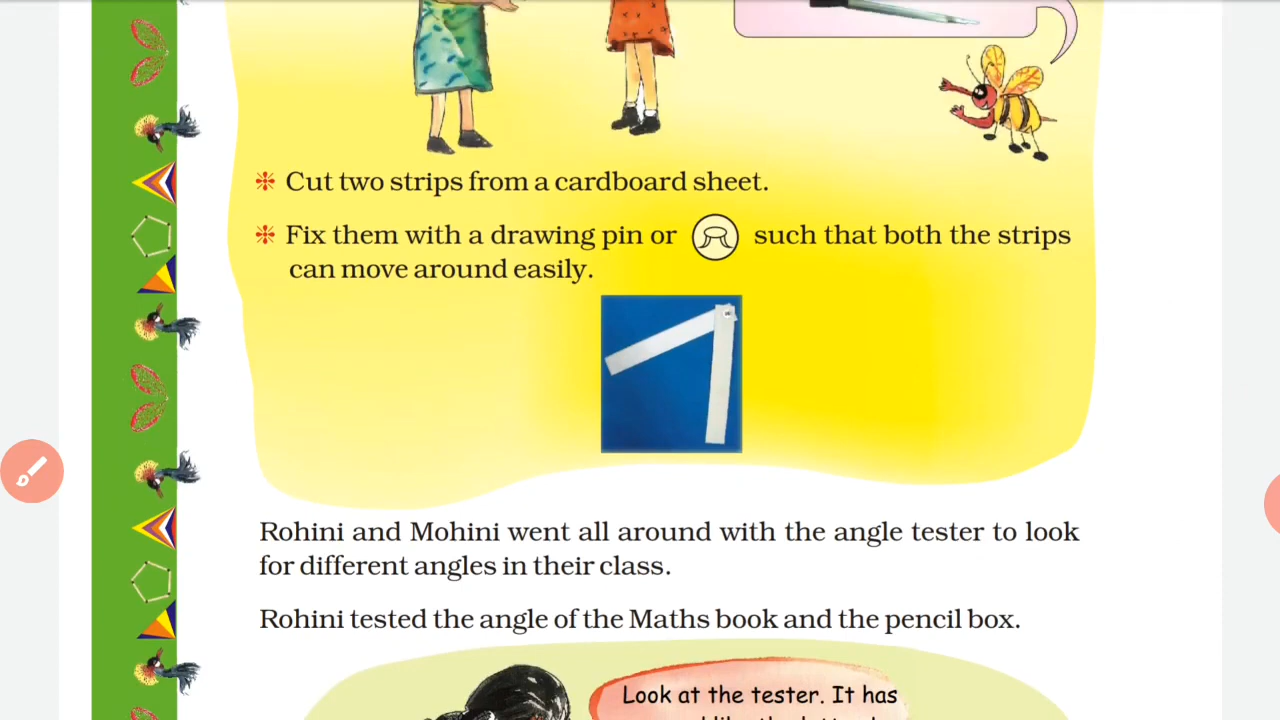 Cut two strips from a cardboard sheet.
Fix them with a drawing pin or such that both the strips
can move around easily.
Rohini and Mohini went all around with the angle tester to look
for different angles in their class.
Rohini tested the angle of the Maths book and the pencil box.
Look at the tester. It has